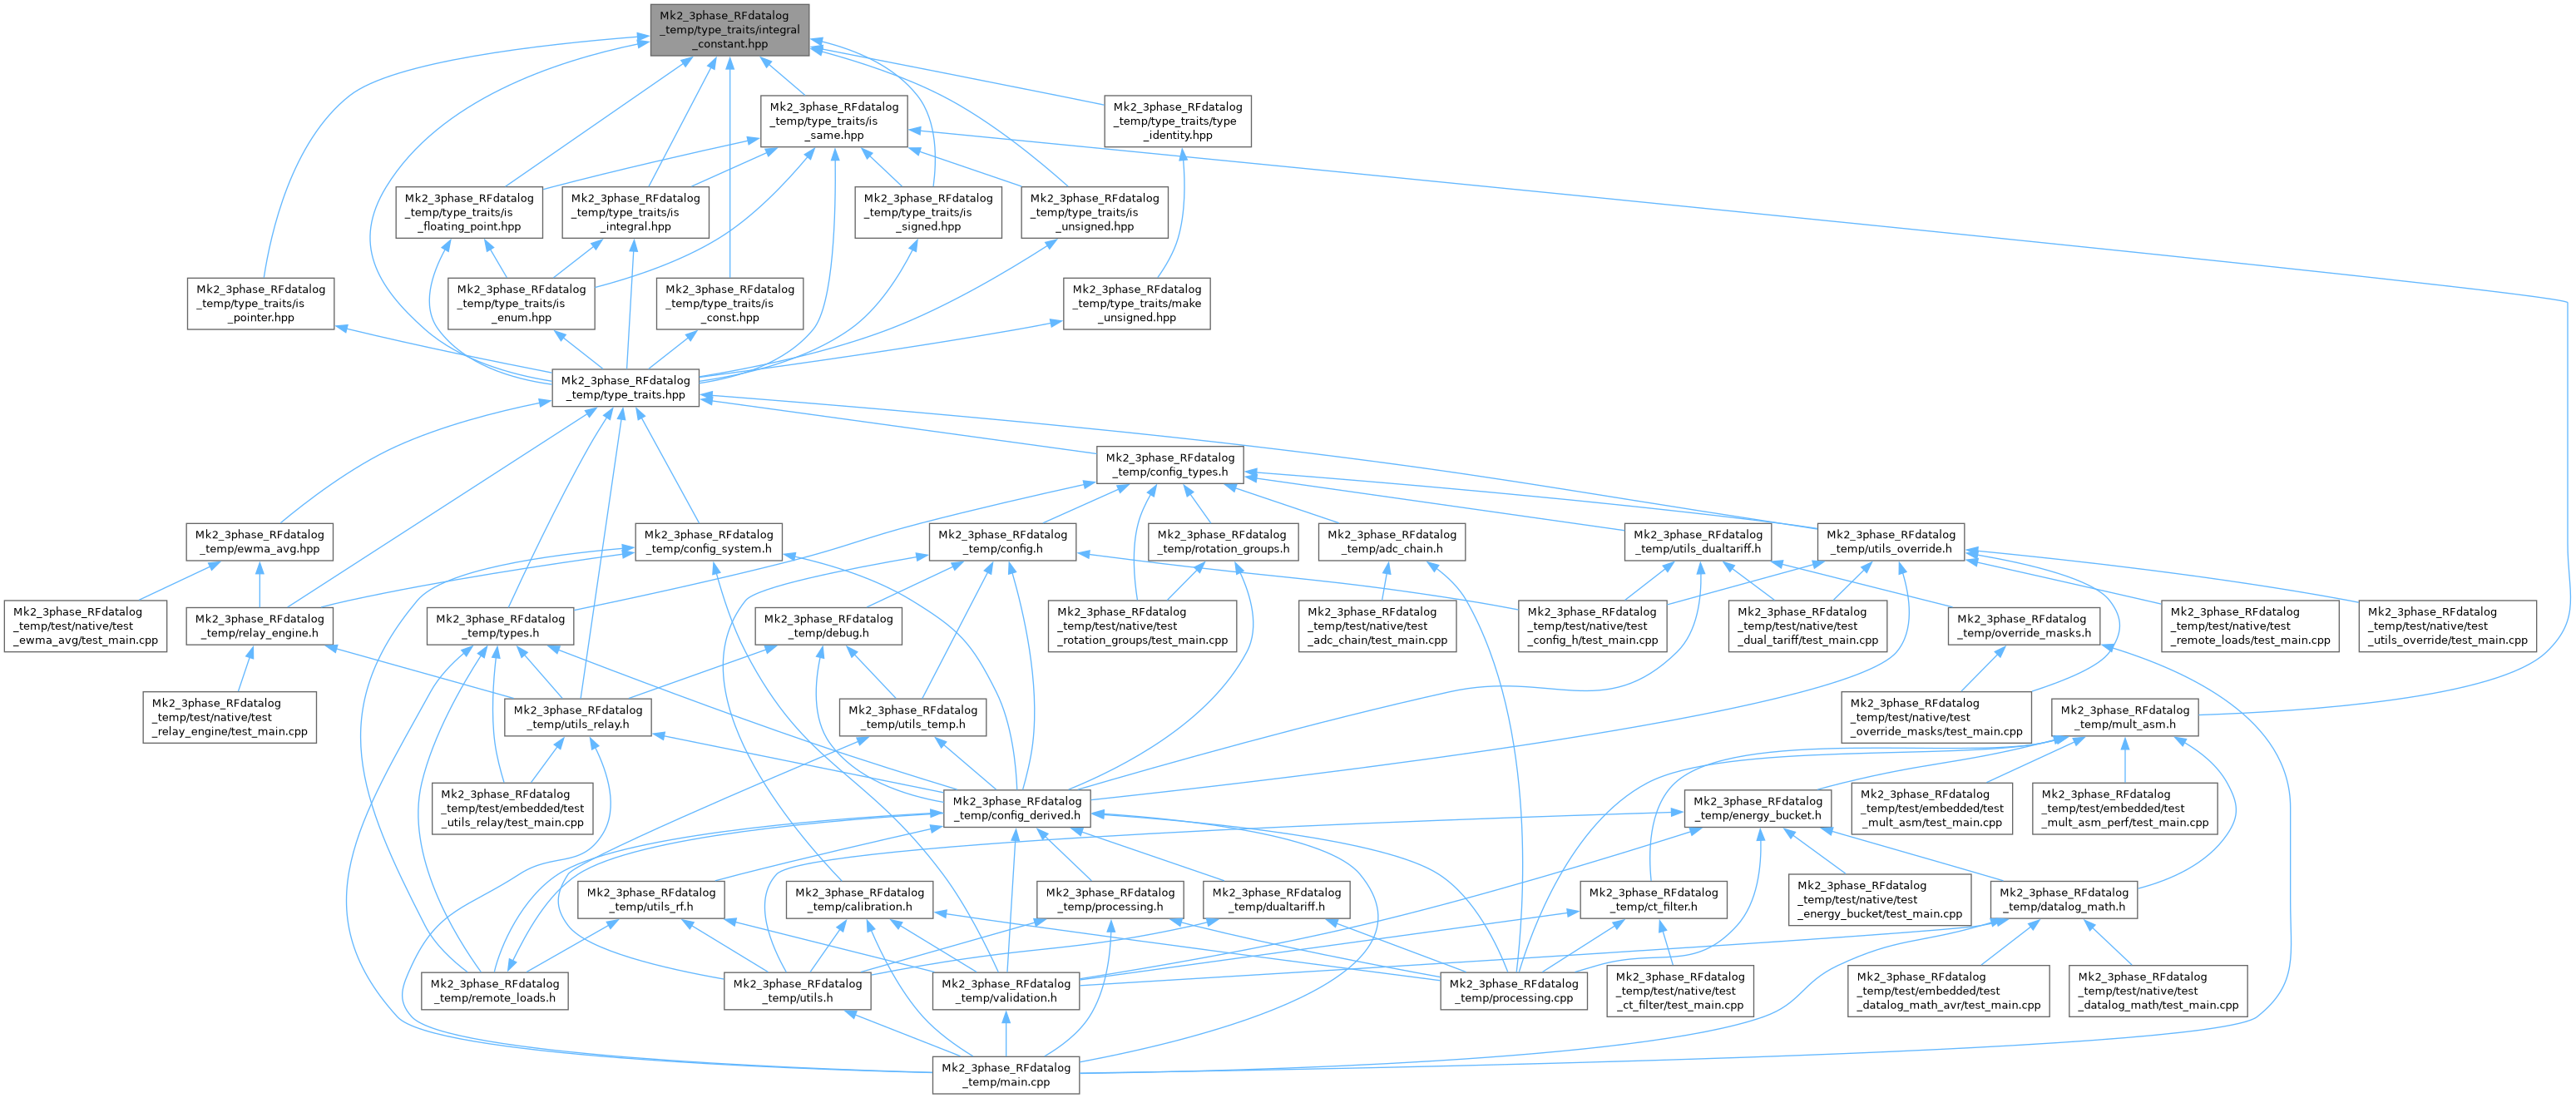 Mk2_3phase_RFdatalog
_temp/type_traits/integral
_constant.hpp
Mk2_3phase_RFdatalog
_temp/type_traits/is
_same.hpp
Mk2_3phase_RFdatalog
_temp/type_traits/type
_identity.hpp
Mk2_3phase_RFdatalog
_temp/type_traits/is
_floating_point.hpp
Mk2_3phase_RFdatalog
_temp/type_traits/is
_integral.hpp
Mk2_3phase_RFdatalog
_temp/type_traits/is
_signed.hpp
Mk2_3phase_RFdatalog
_temp/type_traits/is
_unsigned.hpp
Mk2_3phase_RFdatalog
_temp/type_traits/is
_pointer.hpp
Mk2_3phase_RFdatalog
_temp/type_traits/is
_enum.hpp
Mk2_3phase_RFdatalog
_temp/type_traits/is
_const.hpp
Mk2_3phase_RFdatalog
_temp/type_traits/make
_unsigned.hpp
Mk2_3phase_RFdatalog
_temp/type_traits.hpp
Mk2_3phase_RFdatalog
_temp/config_types.h
Mk2_3phase_RFdatalog
_temp/ewma_avg.hpp
Mk2_3phase_RFdatalog
_temp/config_system.h
Mk2_3phase_RFdatalog
_temp/config.h
Mk2_3phase_RFdatalog
_temp/rotation_groups.h
Mk2_3phase_RFdatalog
_temp/adc_chain.h
Mk2_3phase_RFdatalog
_temp/utils_dualtariff.h
Mk2_3phase_RFdatalog
_temp/utils_override.h
Mk2_3phase_RFdatalog
_temp/test/native/test
_ewma_avg/test_main.cpp
Mk2_3phase_RFdatalog
_temp/relay_engine.h
Mk2_3phase_RFdatalog
_temp/types.h
Mk2_3phase_RFdatalog
_temp/debug.h
Mk2_3phase_RFdatalog
_temp/test/native/test
_rotation_groups/test_main.cpp
Mk2_3phase_RFdatalog
_temp/test/native/test
_adc_chain/test_main.cpp
Mk2_3phase_RFdatalog
_temp/test/native/test
_config_h/test_main.cpp
Mk2_3phase_RFdatalog
_temp/test/native/test
_dual_tariff/test_main.cpp
Mk2_3phase_RFdatalog
_temp/override_masks.h
Mk2_3phase_RFdatalog
_temp/test/native/test
_remote_loads/test_main.cpp
Mk2_3phase_RFdatalog
_temp/test/native/test
_utils_override/test_main.cpp
Mk2_3phase_RFdatalog
_temp/test/native/test
_relay_engine/test_main.cpp
Mk2_3phase_RFdatalog
_temp/utils_relay.h
Mk2_3phase_RFdatalog
_temp/utils_temp.h
Mk2_3phase_RFdatalog
_temp/test/native/test
_override_masks/test_main.cpp
Mk2_3phase_RFdatalog
_temp/mult_asm.h
Mk2_3phase_RFdatalog
_temp/test/embedded/test
_utils_relay/test_main.cpp
Mk2_3phase_RFdatalog
_temp/config_derived.h
Mk2_3phase_RFdatalog
_temp/energy_bucket.h
Mk2_3phase_RFdatalog
_temp/test/embedded/test
_mult_asm/test_main.cpp
Mk2_3phase_RFdatalog
_temp/test/embedded/test
_mult_asm_perf/test_main.cpp
Mk2_3phase_RFdatalog
_temp/utils_rf.h
Mk2_3phase_RFdatalog
_temp/calibration.h
Mk2_3phase_RFdatalog
_temp/processing.h
Mk2_3phase_RFdatalog
_temp/dualtariff.h
Mk2_3phase_RFdatalog
_temp/ct_filter.h
Mk2_3phase_RFdatalog
_temp/test/native/test
_energy_bucket/test_main.cpp
Mk2_3phase_RFdatalog
_temp/datalog_math.h
Mk2_3phase_RFdatalog
_temp/remote_loads.h
Mk2_3phase_RFdatalog
_temp/utils.h
Mk2_3phase_RFdatalog
_temp/validation.h
Mk2_3phase_RFdatalog
_temp/processing.cpp
Mk2_3phase_RFdatalog
_temp/test/native/test
_ct_filter/test_main.cpp
Mk2_3phase_RFdatalog
_temp/test/embedded/test
_datalog_math_avr/test_main.cpp
Mk2_3phase_RFdatalog
_temp/test/native/test
_datalog_math/test_main.cpp
Mk2_3phase_RFdatalog
_temp/main.cpp